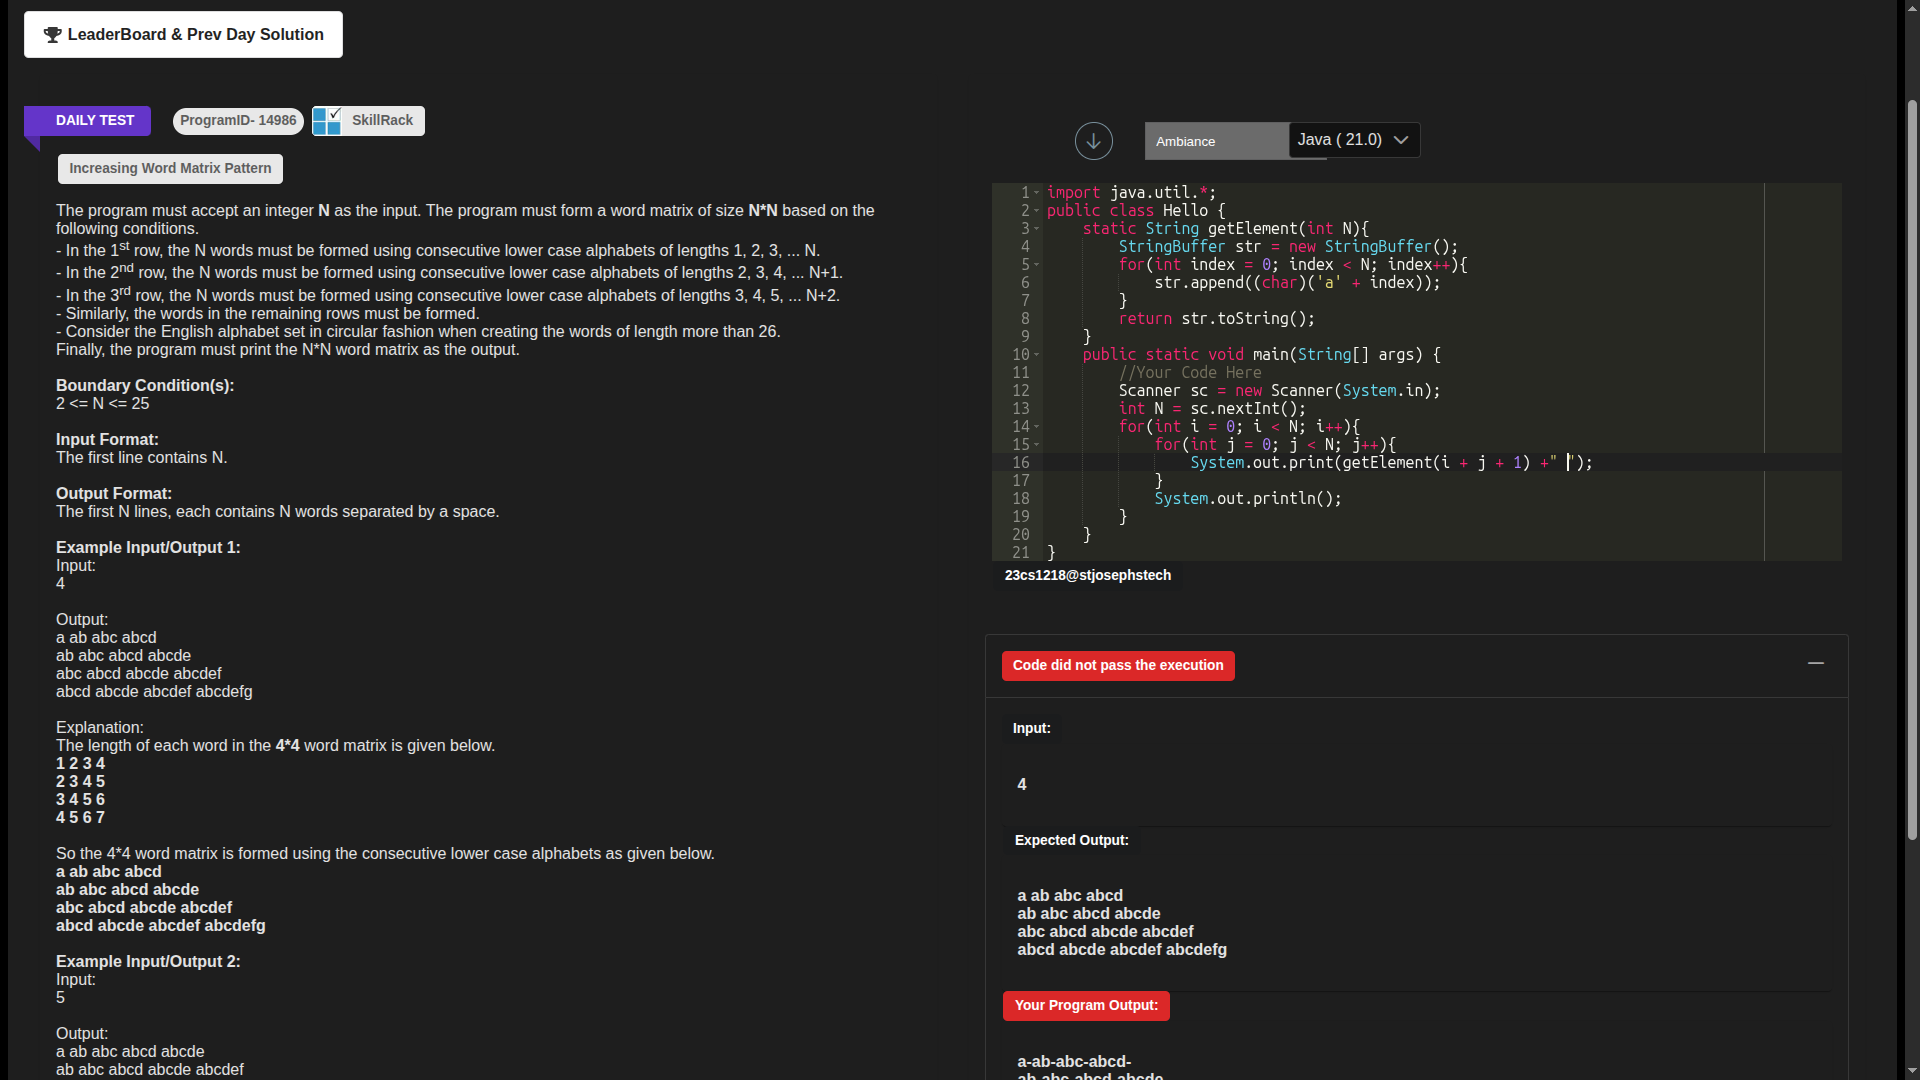 LeaderBoard & Prev Day Solution
DAILY TEST
ProgramID- 14986
SkillRack
Increasing Word Matrix Pattern
The program must accept an integer N as the input. The program must form a word matrix of size N*N based on the
following conditions.
- In the 1st row, the N words must be formed using consecutive lower case alphabets of lengths 1, 2, 3, ... N.
- In the 2nd row, the N words must be formed using consecutive lower case alphabets of lengths 2, 3, 4, ... N+1.
- In the 3rd row, the N words must be formed using consecutive lower case alphabets of lengths 3, 4, 5, ... N+2.
- Similarly, the words in the remaining rows must be formed.
- Consider the English alphabet set in circular fashion when creating the words of length more than 26.
Finally, the program must print the N*N word matrix as the output.
Boundary Condition(s):
2 <= N <= 25
Input Format:
The first line contains N.
Output Format:
The first N lines, each contains N words separated by a space.
Example Input/Output 1:
Input:
4
Output:
a ab abc abcd
ab abc abcd abcde
abc abcd abcde abcdef
abcd abcde abcdef abcdefg
Explanation:
The length of each word in the 4*4 word matrix is given below.
1 2 3 4
2 3 4 5
3 4 5 6
4 5 6 7
So the 4*4 word matrix is formed using the consecutive lower case alphabets as given below.
a ab abc abcd
ab abc abcd abcde
abc abcd abcde abcdef
abcd abcde abcdef abcdefg
Example Input/Output 2:
Input:
5
Output:
a ab abc abcd abcde
ab abc abcd abcde abcdef
Ambiance
Java ( 21.0)
1 import java.util.*;
2 public class Hello {
3     static String getElement(int N){
4         StringBuffer str = new StringBuffer();
5         for(int index = 0; index < N; index++){
6             str.append((char)('a' + index));
7         }
8         return str.toString();
9     }
10     public static void main(String[] args) {
11         //Your Code Here
12         Scanner sc = new Scanner(System.in);
13         int N = sc.nextInt();
14         for(int i = 0; i < N; i++){
15             for(int j = 0; j < N; j++){
16                 System.out.print(getElement(i + j + 1) +" ");
17             }
18             System.out.println();
19         }
20     }
21 }
23cs1218@stjosephstech
Code did not pass the execution
Input:
4
Expected Output:
a ab abc abcd
ab abc abcd abcde
abc abcd abcde abcdef
abcd abcde abcdef abcdefg
Your Program Output:
a-ab-abc-abcd-
ab-abc-abcd-abcde